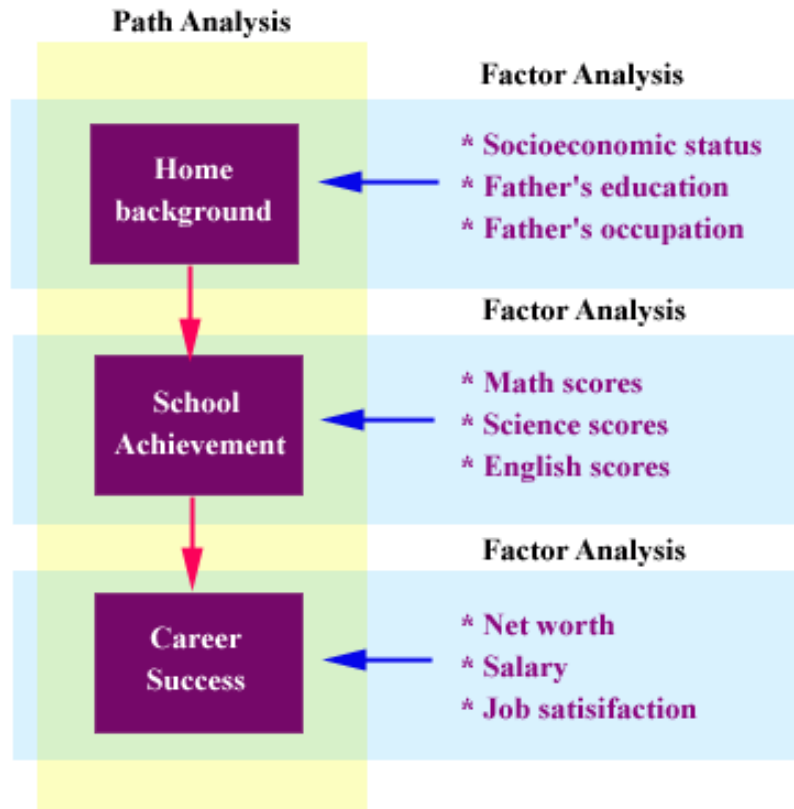 Path Analysis
Factor Analysis
Home
background
* Socioeconomic status
* Father's education
* Father's occupation
Factor Analysis
School
Achievement
* Math scores
* Science scores
* English scores
Factor Analysis
Career
Success
* Net worth
* Salary
* Job satisifaction